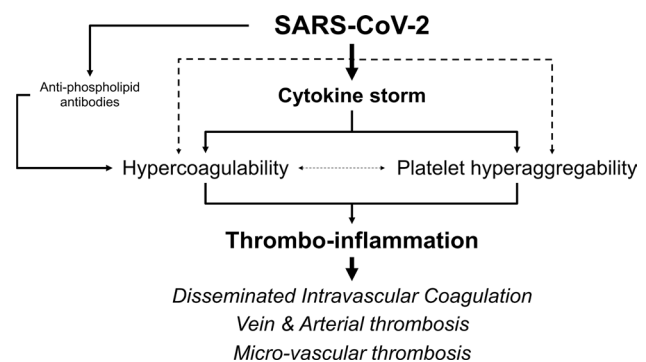 SARS-CoV-2
Anti-phospholipid
antibodies
Cytokine storm
Hypercoagulability
Platelet hyperaggregability
Thrombo-inflammation
Disseminated Intravascular Coagulation
Vein & Arterial thrombosis
Micro-vascular thrombosis